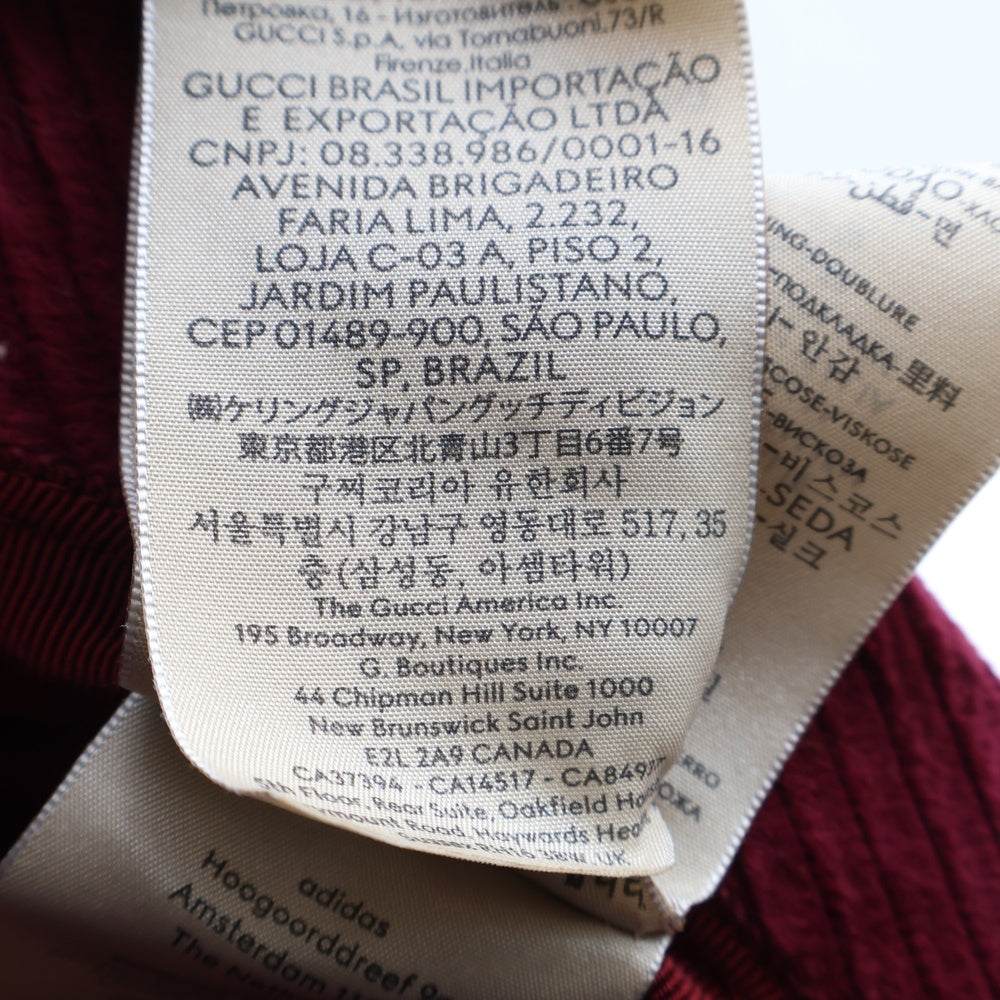 Петровка, 16 - Изготовитель
GUCCI S.p.A. via Tornabuoni, 73/R
Firenze, Italia
GUCCI BRASIL IMPORTAÇÃO
E EXPORTAÇÃO LTDA
CNPJ: 08.338.986/0001-16
AVENIDA BRIGADEIRO
FARIA LIMA, 2.232,
LOJA C-03 A, PISO 2,
JARDIM PAULISTANO,
CEP 01489-900, SÃO PAULO,
SP, BRAZIL
㈱ケリングジャパングッチディビジョン
東京都港区北青山3丁目6番7号
구찌코리아 유한회사
서울특별시 강남구 영동대로 517, 35
층(삼성동, 아셈타워)
The Gucci America Inc.
195 Broadway, New York, NY 10007
G. Boutiques Inc.
44 Chipman Hill Suite 1000
New Brunswick Saint John
E2L 2A9 CANADA
CA37394 - CA14517 - CA8497
5th Floor, Rear Suite, Oakfield
Road, Haywards
UK
ING-DOUBLURE
-ПОДКЛАДКА-里料
안감
COSE-VISKOSE
-ВИСКОЗА
-비스코스
SEDA
-실크
RRO
ОЖА
adidas
Hoogoorddreef
Amsterdam
The